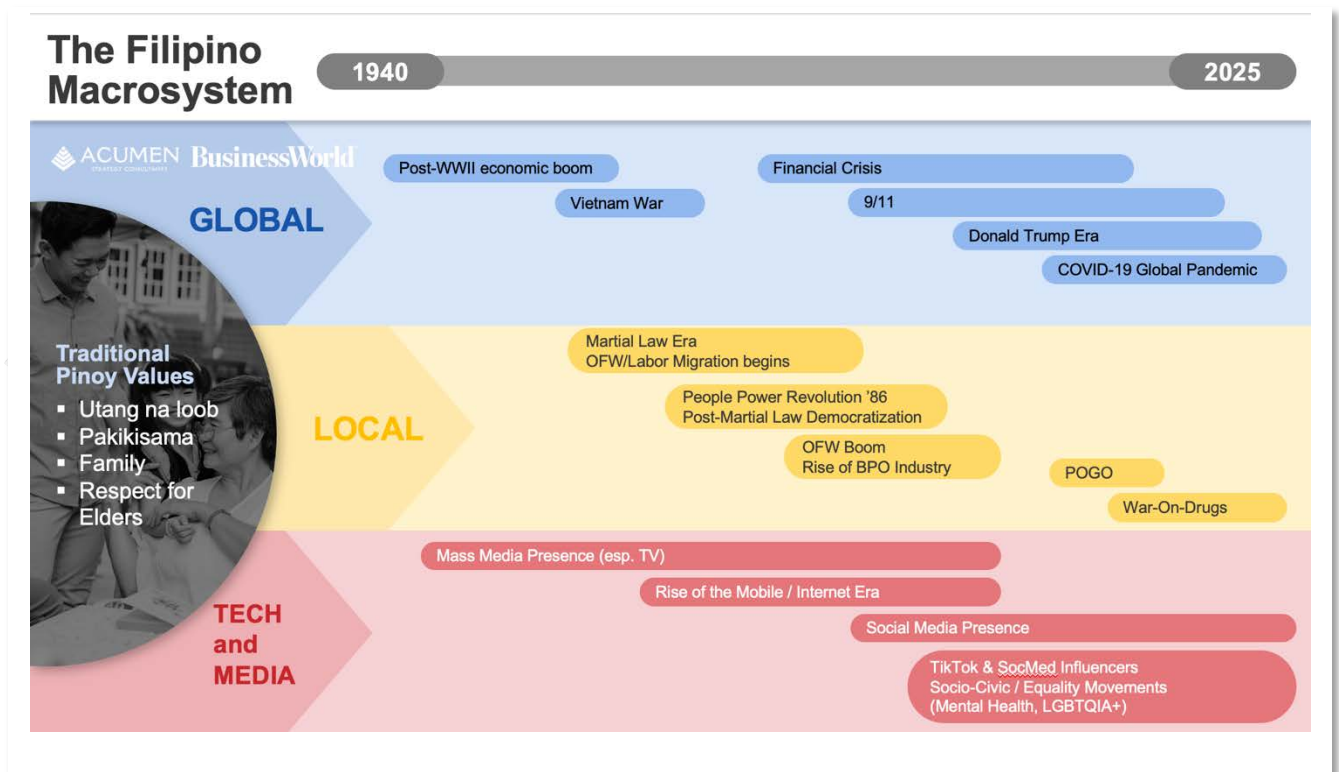 The Filipino
Macrosystem
1940
2025
ACUMEN
STRATEGY CONSULTANTS
BusinessWorld
GLOBAL
Post-WWII economic boom
Financial Crisis
Vietnam War
9/11
Donald Trump Era
COVID-19 Global Pandemic
Traditional
Pinoy Values
▪ Utang na loob
▪ Pakikisama
▪ Family
▪ Respect for
Elders
LOCAL
Martial Law Era
OFW/Labor Migration begins
People Power Revolution ’86
Post-Martial Law Democratization
OFW Boom
Rise of BPO Industry
POGO
War-On-Drugs
TECH
and
MEDIA
Mass Media Presence (esp. TV)
Rise of the Mobile / Internet Era
Social Media Presence
TikTok & SocMed Influencers
Socio-Civic / Equality Movements
(Mental Health, LGBTQIA+)